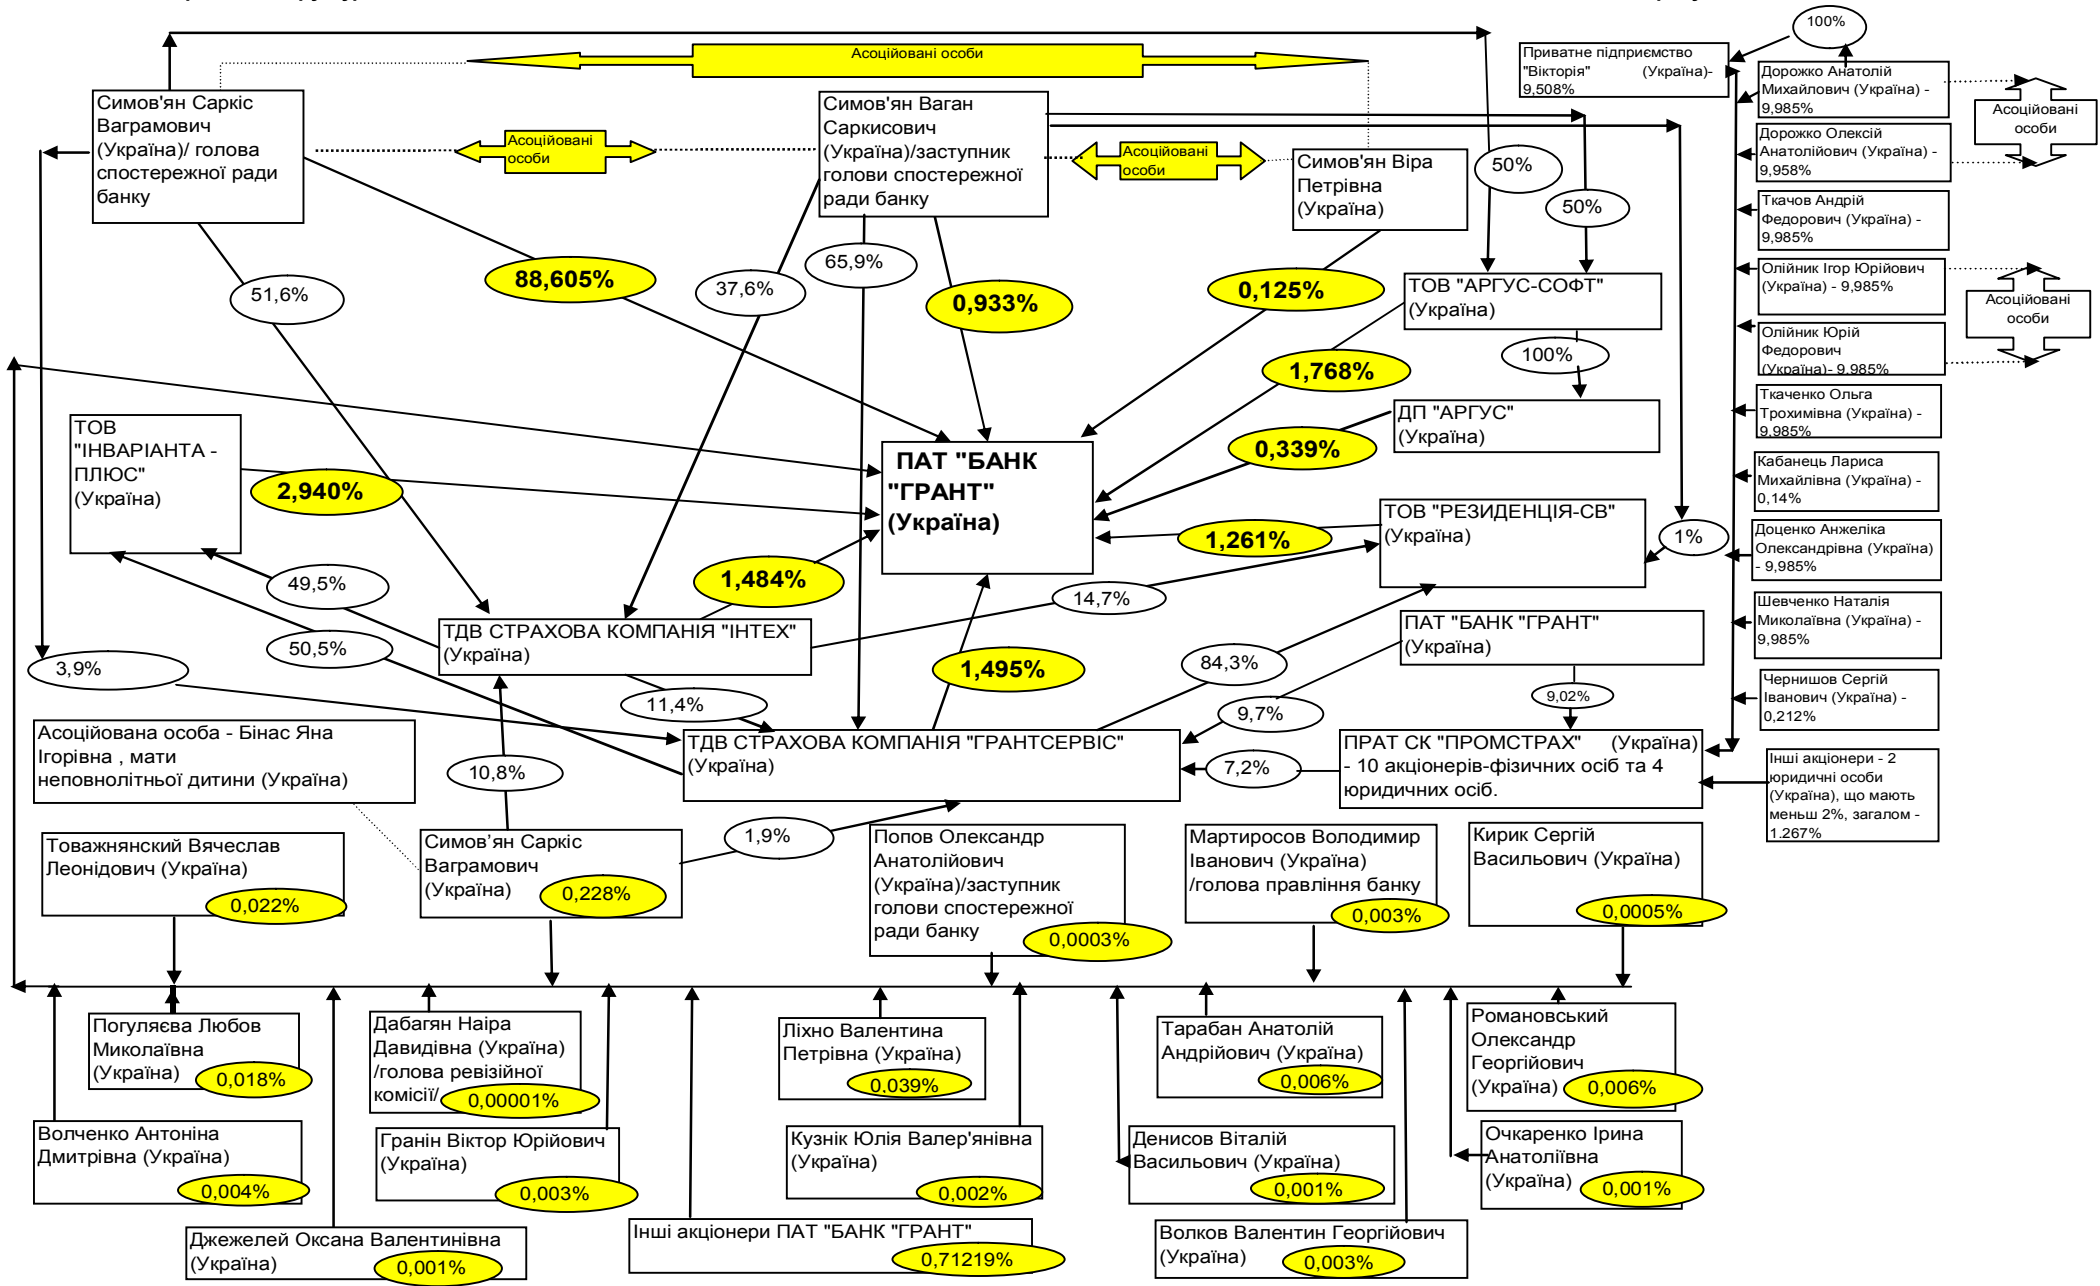 100%
Асоційовані особи
Приватне підприємство
"Вікторія" (Україна)-
9,508%
Дорожко Анатолій
Михайлович (Україна) -
9,985%
Асоційовані
особи
Симов'ян Саркіс
Ваграмович
(Україна)/ голова
спостережної ради
банку
Асоційовані
особи
Симов'ян Ваган
Саркисович
(Україна)/заступник
голови спостережної
ради банку
Асоційовані
особи
Симов'ян Віра
Петрівна
(Україна)
50%
50%
Дорожко Олексій
Анатолійович (Україна) -
9,958%
Ткачов Андрій
Федорович (Україна) -
9,985%
51,6%
88,605%
37,6%
65,9%
0,933%
0,125%
ТОВ "АРГУС-СОФТ"
(Україна)
Олійник Ігор Юрійович
(Україна) - 9,985%
Асоційовані
особи
Олійник Юрій
Федорович
(Україна)- 9.985%
1,768%
100%
ТОВ
"ІНВАРІАНТА -
ПЛЮС"
(Україна)
2,940%
ПАТ "БАНК
"ГРАНТ"
(Україна)
0,339%
ДП "АРГУС"
(Україна)
Ткаченко Ольга
Трохимівна (Україна) -
9,985%
Кабанець Лариса
Михайлівна (Україна) -
0,14%
1,261%
ТОВ "РЕЗИДЕНЦІЯ-СВ"
(Україна)
1%
Доценко Анжеліка
Олександрівна (Україна)
- 9,985%
49,5%
1,484%
14,7%
50,5%
ТДВ СТРАХОВА КОМПАНІЯ "ІНТЕХ"
(Україна)
ПАТ "БАНК "ГРАНТ"
(Україна)
Шевченко Наталія
Миколаївна (Україна) -
9,985%
3,9%
1,495%
84,3%
11,4%
9,7%
9,02%
Чернишов Сергій
Іванович (Україна) -
0,212%
Асоційована особа - Бінас Яна
Ігорівна , мати
неповнолітньої дитини (Україна)
10,8%
ТДВ СТРАХОВА КОМПАНІЯ "ГРАНТСЕРВІС"
(Україна)
7,2%
ПРАТ СК "ПРОМСТРАХ" (Україна)
- 10 акціонерів-фізичних осіб та 4
юридичних осіб.
Інші акціонери - 2
юридичні особи
(Україна), що мають
меньш 2%, загалом -
1.267%
Товажнянский Вячеслав
Леонідович (Україна)
0,022%
Симов’ян Саркіс
Ваграмович
(Україна)
0,228%
1,9%
Попов Олександр
Анатолійович
(Україна)/заступник
голови спостережної
ради банку
0,0003%
Мартиросов Володимир
Іванович (Україна)
/голова правління банку
0,003%
Кирик Сергій
Васильович (Україна)
0,0005%
Погуляєва Любов
Миколаївна
(Україна)
0,018%
Дабагян Наіра
Давидівна (Україна)
/голова ревізійної
комісії/
0,00001%
Ліхно Валентина
Петрівна (Україна)
0.039%
Тарабан Анатолій
Андрійович (Україна)
0,006%
Романовський
Олександр
Георгійович
(Україна)
0,006%
Волченко Антоніна
Дмитрівна (Україна)
0,004%
Гранін Віктор Юрійович
(Україна)
0,003%
Кузнік Юлія Валер'янівна
(Україна)
0,002%
Денисов Віталій
Васильович (Україна)
0,001%
Очкаренко Ірина
Анатоліївна
(Україна)
0,001%
Джежелей Оксана Валентинівна
(Україна)
0,001%
Інші акціонери ПАТ "БАНК "ГРАНТ"
0,71219%
Волков Валентин Георгійович
(Україна)
0,003%